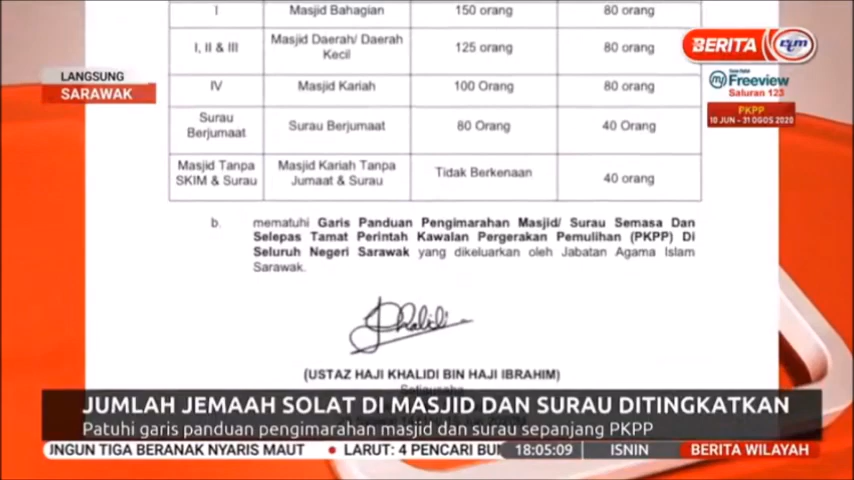 I Masjid Bahagian 150 orang 80 orang
I, II & III Masjid Daerah/ Daerah Kecil 125 orang 80 orang
IV Masjid Kariah 100 Orang 80 orang
Surau Berjumaat Surau Berjumaat 80 Orang 40 Orang
Masjid Tanpa SKIM & Surau Masjid Kariah Tanpa Jumaat & Surau Tidak Berkenaan 40 orang
BERITA
Freeview
Saluran 123
PKPP
10 JUN - 31 OGOS 2020
LANGSUNG
SARAWAK
b. mematuhi Garis Panduan Pengimarahan Masjid/ Surau Semasa Dan
Selepas Tamat Perintah Kawalan Pergerakan Pemulihan (PKPP) Di
Seluruh Negeri Sarawak yang dikeluarkan oleh Jabatan Agama Islam
Sarawak.
Khalidi
(USTAZ HAJI KHALIDI BIN HAJI IBRAHIM)
JUMLAH JEMAAH SOLAT DI MASJID DAN SURAU DITINGKATKAN
Patuhi garis panduan pengimarahan masjid dan surau sepanjang PKPP
UNGUN TIGA BERANAK NYARIS MAUT • LARUT: 4 PENCARI BU 18:05:09 ISNIN BERITA WILAYAH